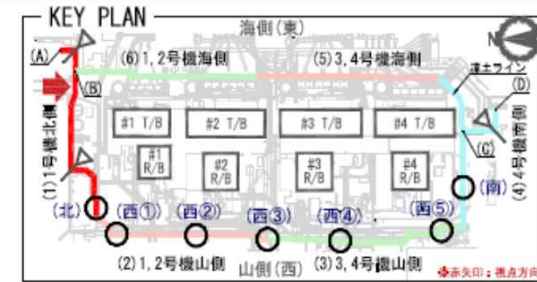 KEY PLAN
海側(東)
N
(A)
(6)1,2号機海側
(5)3,4号機海側
凍土ライン
(B)
(D)
#1 T/B
#2 T/B
#3 T/B
#4 T/B
(C)
(1)1号機北側
(4)4号機南側
#1
R/B
#2
R/B
#3
R/B
#4
R/B
(北)
(西①)
(西②)
(西③)
(西④)
(西⑤)
(南)
(2)1,2号機山側
山側(西)
(3)3,4号機山側
赤矢印:視点方向